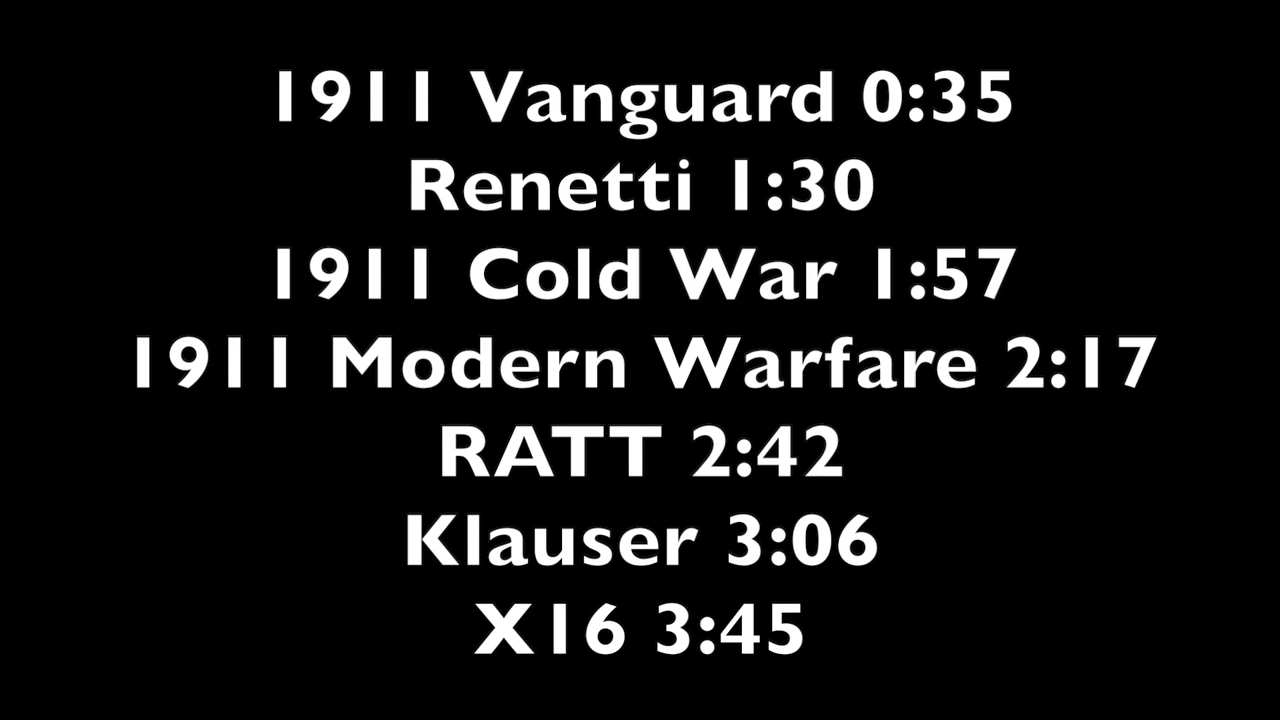 1911 Vanguard 0:35
Renetti 1:30
1911 Cold War 1:57
1911 Modern Warfare 2:17
RATT 2:42
Klauser 3:06
X16 3:45